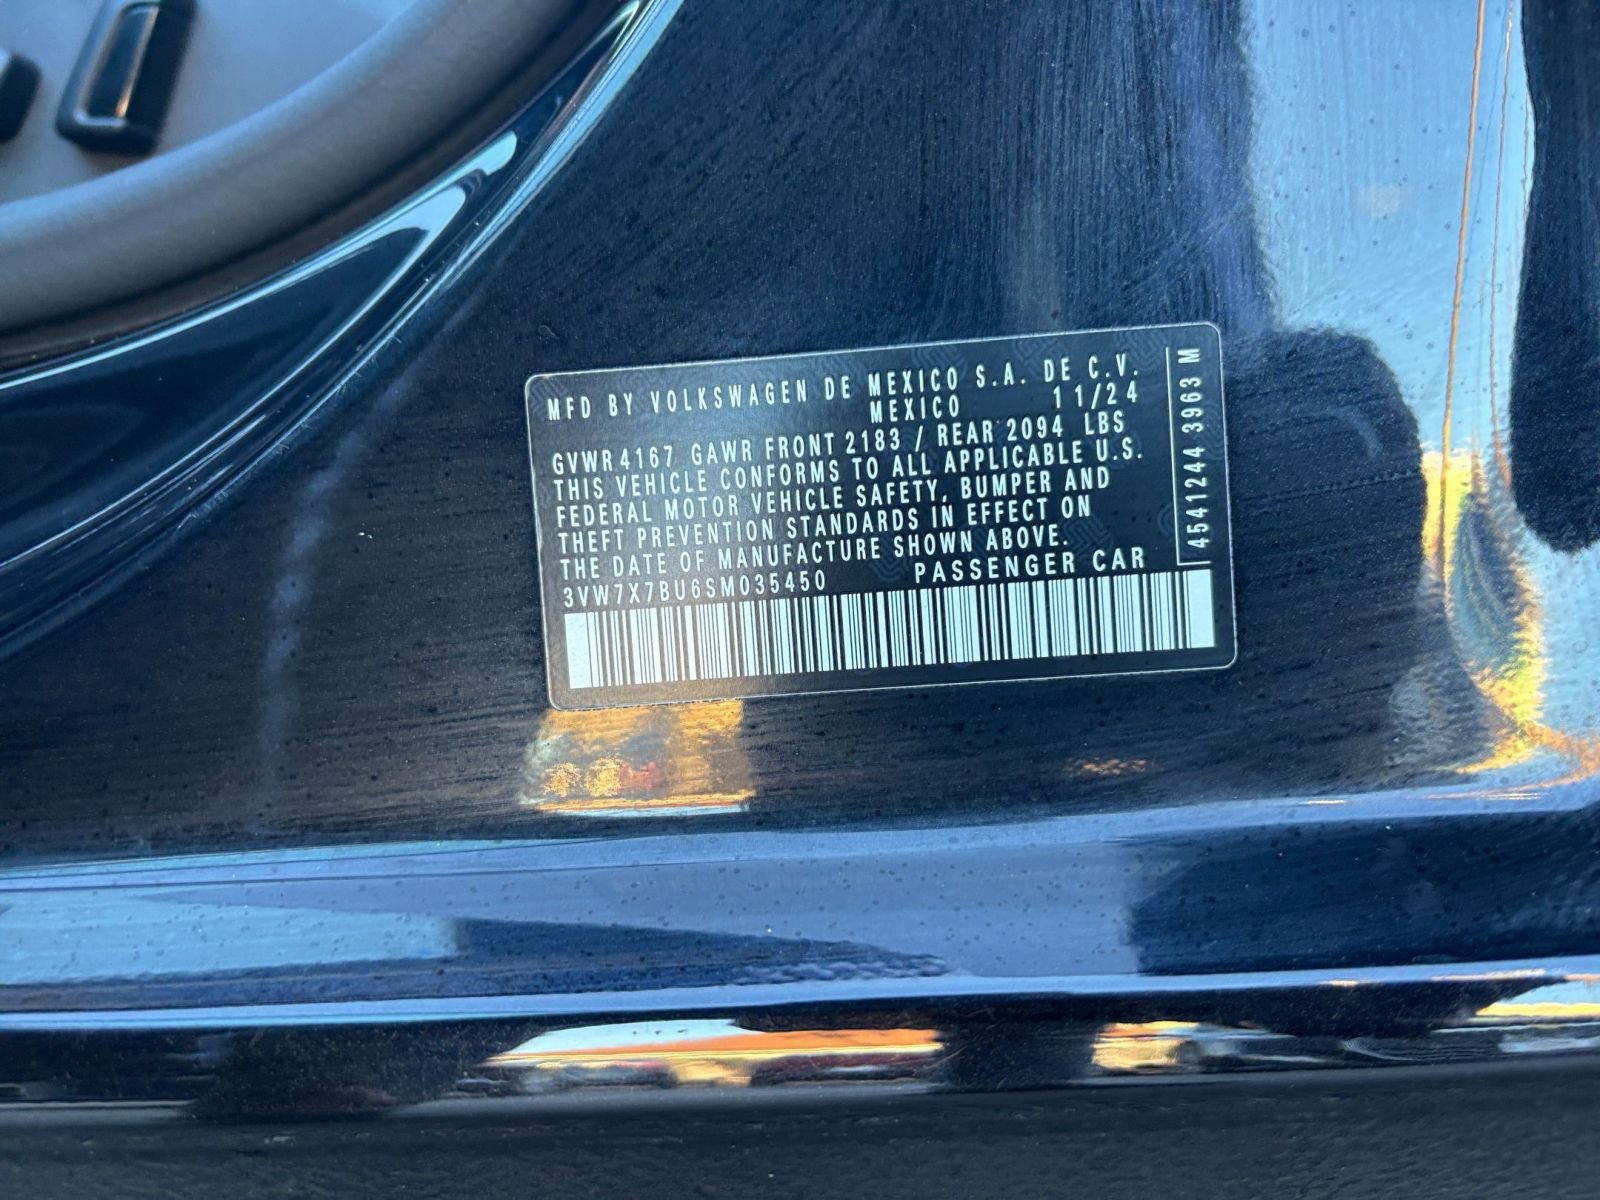 MFD BY VOLKSWAGEN DE MEXICO S.A. DE C.V.
MEXICO 11/24
GVWR 4167 GAWR FRONT 2183 / REAR 2094 LBS
THIS VEHICLE CONFORMS TO ALL APPLICABLE U.S.
FEDERAL MOTOR VEHICLE SAFETY, BUMPER AND
THEFT PREVENTION STANDARDS IN EFFECT ON
THE DATE OF MANUFACTURE SHOWN ABOVE.
3VW7X7BU6SM035450 PASSENGER CAR
4541244 3963 M